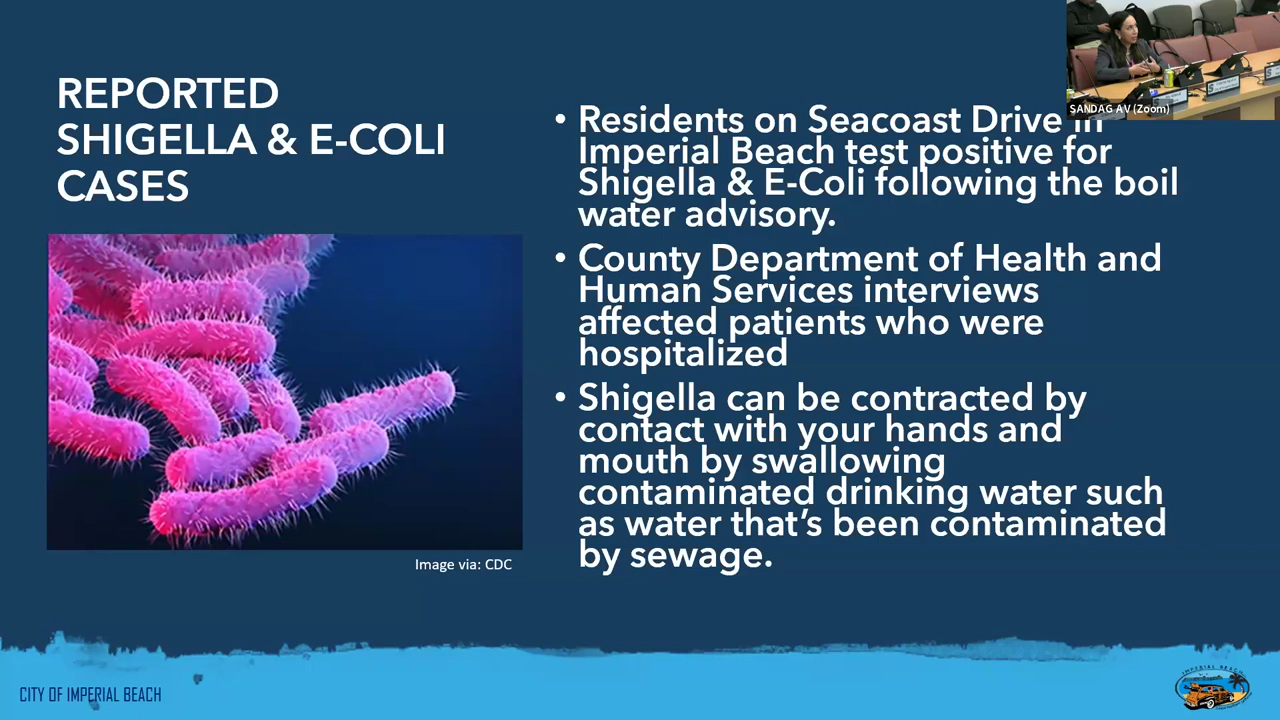 REPORTED
SHIGELLA & E-COLI
CASES
Image via: CDC
• Residents on Seacoast Drive in
Imperial Beach test positive for
Shigella & E-Coli following the boil
water advisory.
• County Department of Health and
Human Services interviews
affected patients who were
hospitalized
• Shigella can be contracted by
contact with your hands and
mouth by swallowing
contaminated drinking water such
as water that's been contaminated
by sewage.
SANDAG AV (Zoom)
CITY OF IMPERIAL BEACH
IMPERIAL BEACH